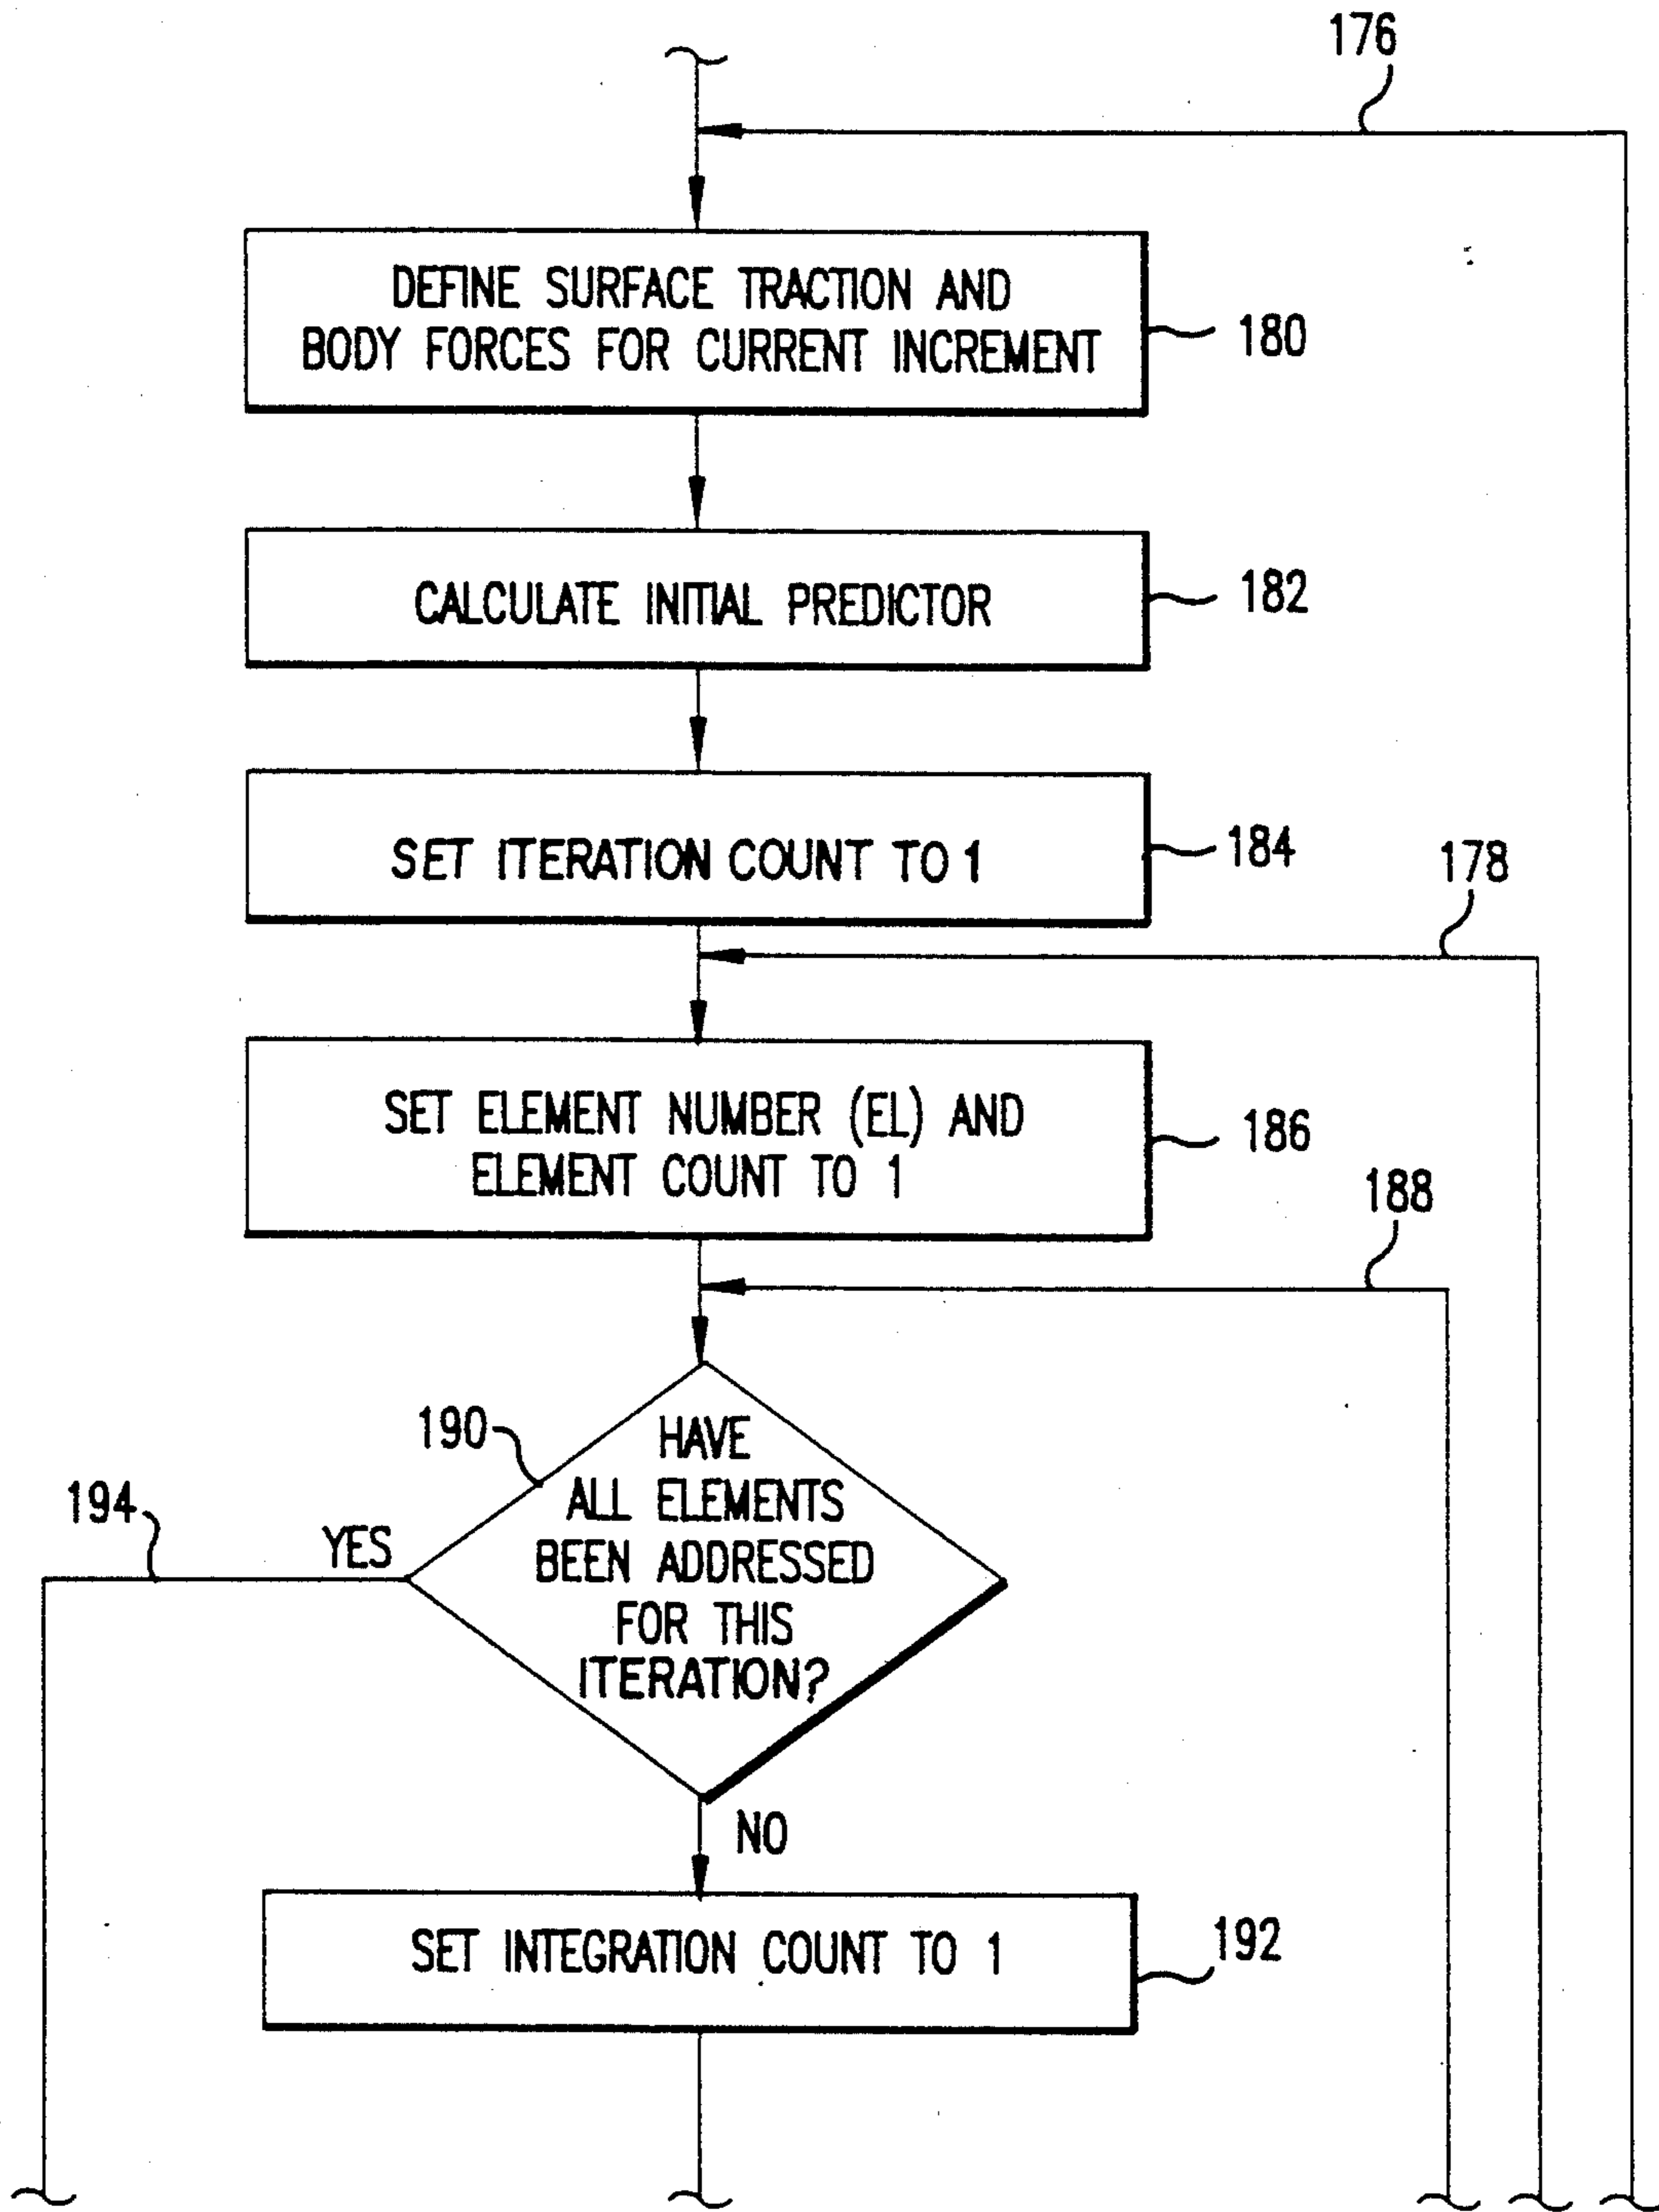 176
DEFINE SURFACE TRACTION AND
BODY FORCES FOR CURRENT INCREMENT
180
CALCULATE INITIAL PREDICTOR
182
SET ITERATION COUNT TO 1
184
178
SET ELEMENT NUMBER (EL) AND
ELEMENT COUNT TO 1
186
188
190
HAVE
ALL ELEMENTS
BEEN ADDRESSED
FOR THIS
ITERATION?
194
YES
NO
SET INTEGRATION COUNT TO 1
192